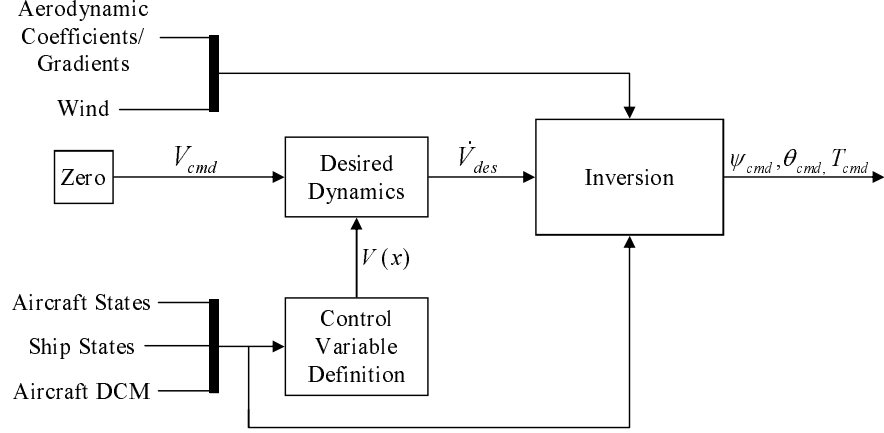 Aerodynamic
Coefficients/
Gradients
Wind
Zero
V_cmd
Desired
Dynamics
V̇_des
Inversion
ψ_cmd, θ_cmd, T_cmd
V(x)
Aircraft States
Ship States
Aircraft DCM
Control
Variable
Definition